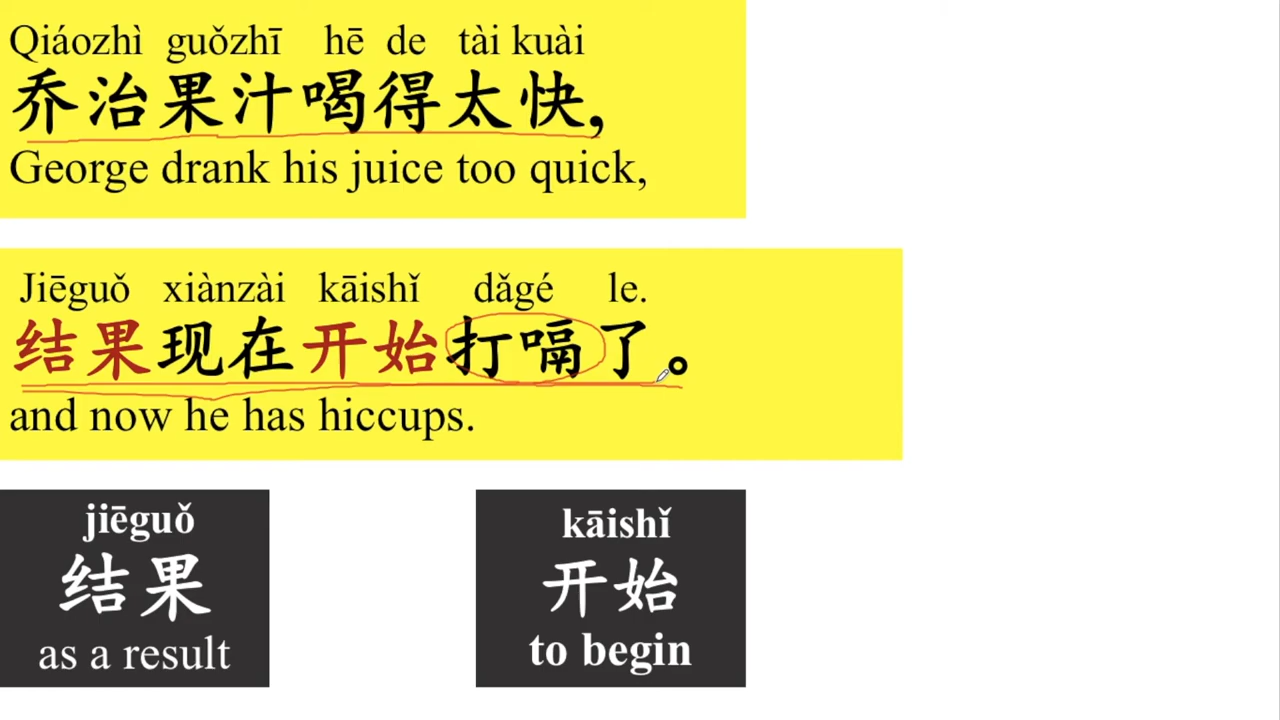 Qiáozhì guǒzhī hē de tài kuài
乔治果汁喝得太快,
George drank his juice too quick,
Jiēguǒ xiànzài kāishǐ dǎgé le.
结果现在开始打嗝了。
and now he has hiccups.
jiēguǒ
结果
as a result
kāishǐ
开始
to begin